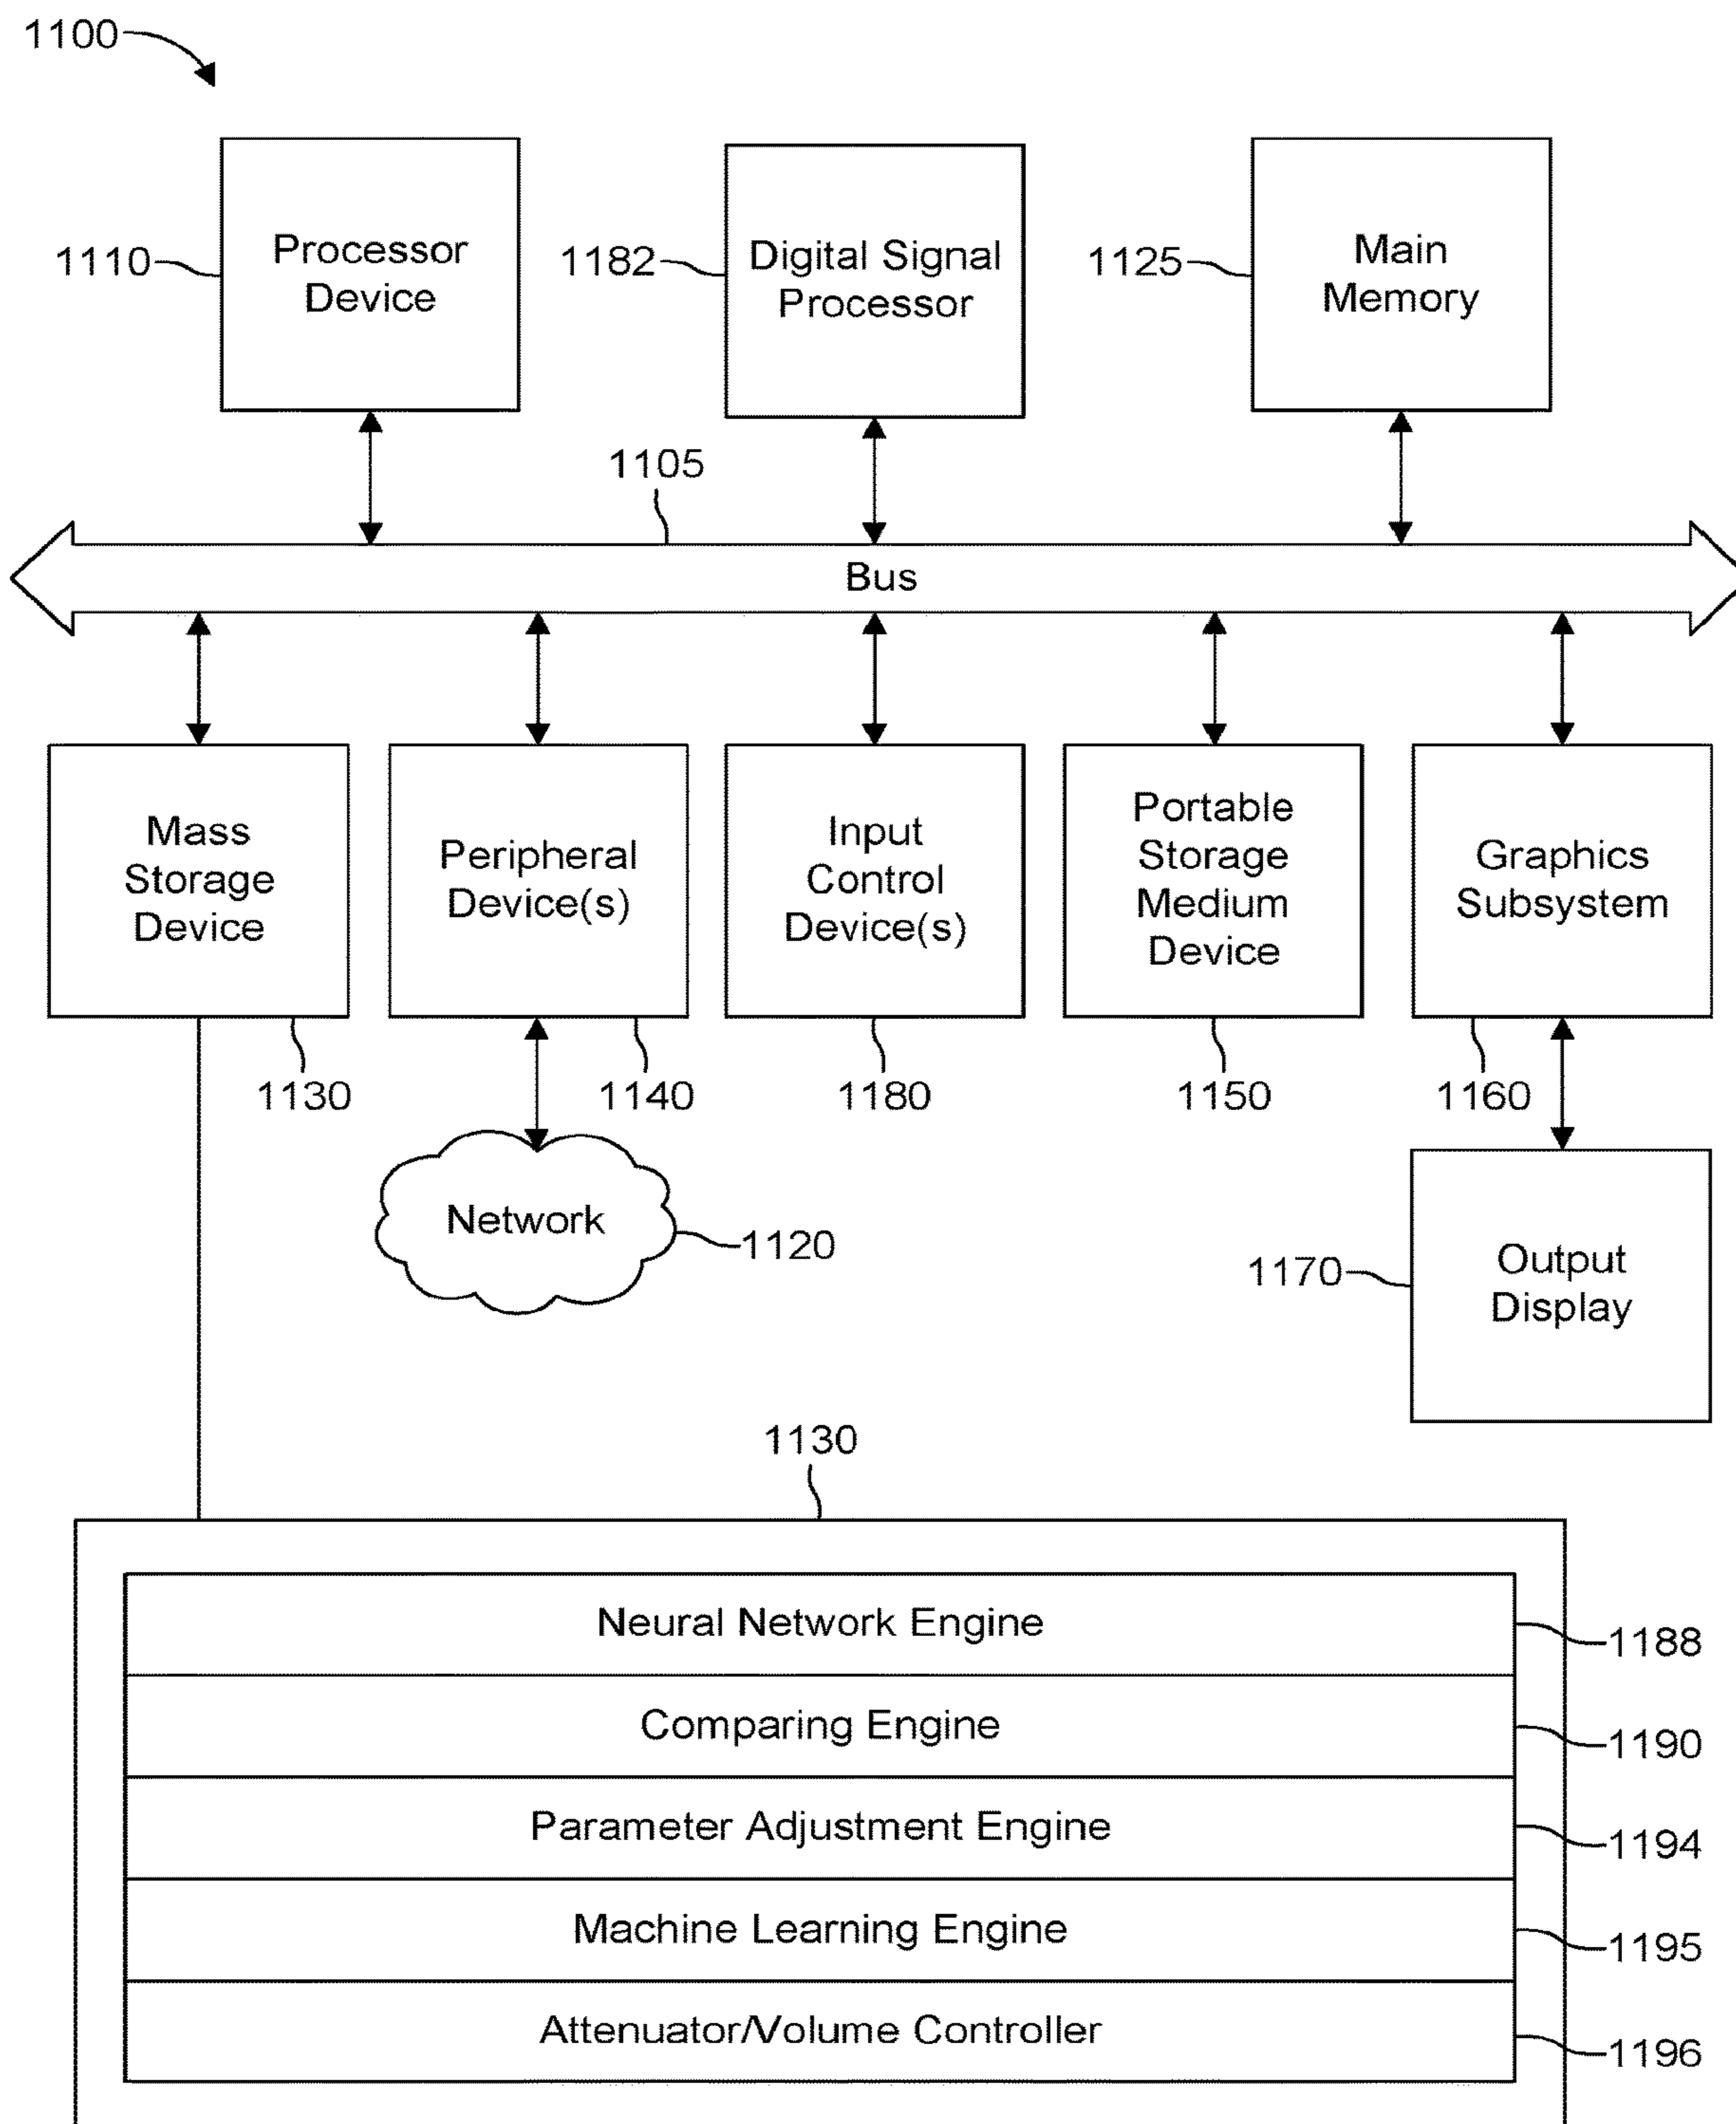 1100
Processor
Device
1110
Digital Signal
Processor
1182
Main
Memory
1125
1105
Bus
Mass
Storage
Device
Peripheral
Device(s)
Input
Control
Device(s)
Portable
Storage
Medium
Device
Graphics
Subsystem
1130
1140
1180
1150
1160
Network
1120
1170
Output
Display
1130
Neural Network Engine
1188
Comparing Engine
1190
Parameter Adjustment Engine
1194
Machine Learning Engine
1195
Attenuator/Volume Controller
1196